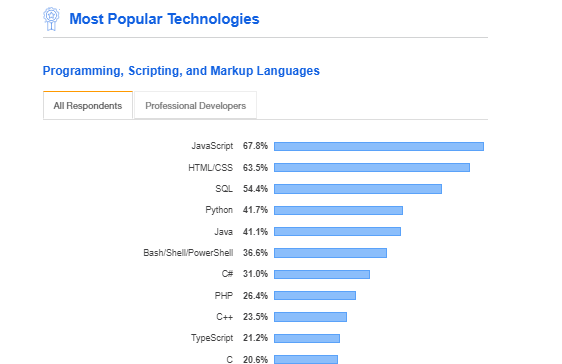 Most Popular Technologies
Programming, Scripting, and Markup Languages
All Respondents Professional Developers
JavaScript 67.8%
HTML/CSS 63.5%
SQL 54.4%
Python 41.7%
Java 41.1%
Bash/Shell/PowerShell 36.6%
C# 31.0%
PHP 26.4%
C++ 23.5%
TypeScript 21.2%
C 20.6%